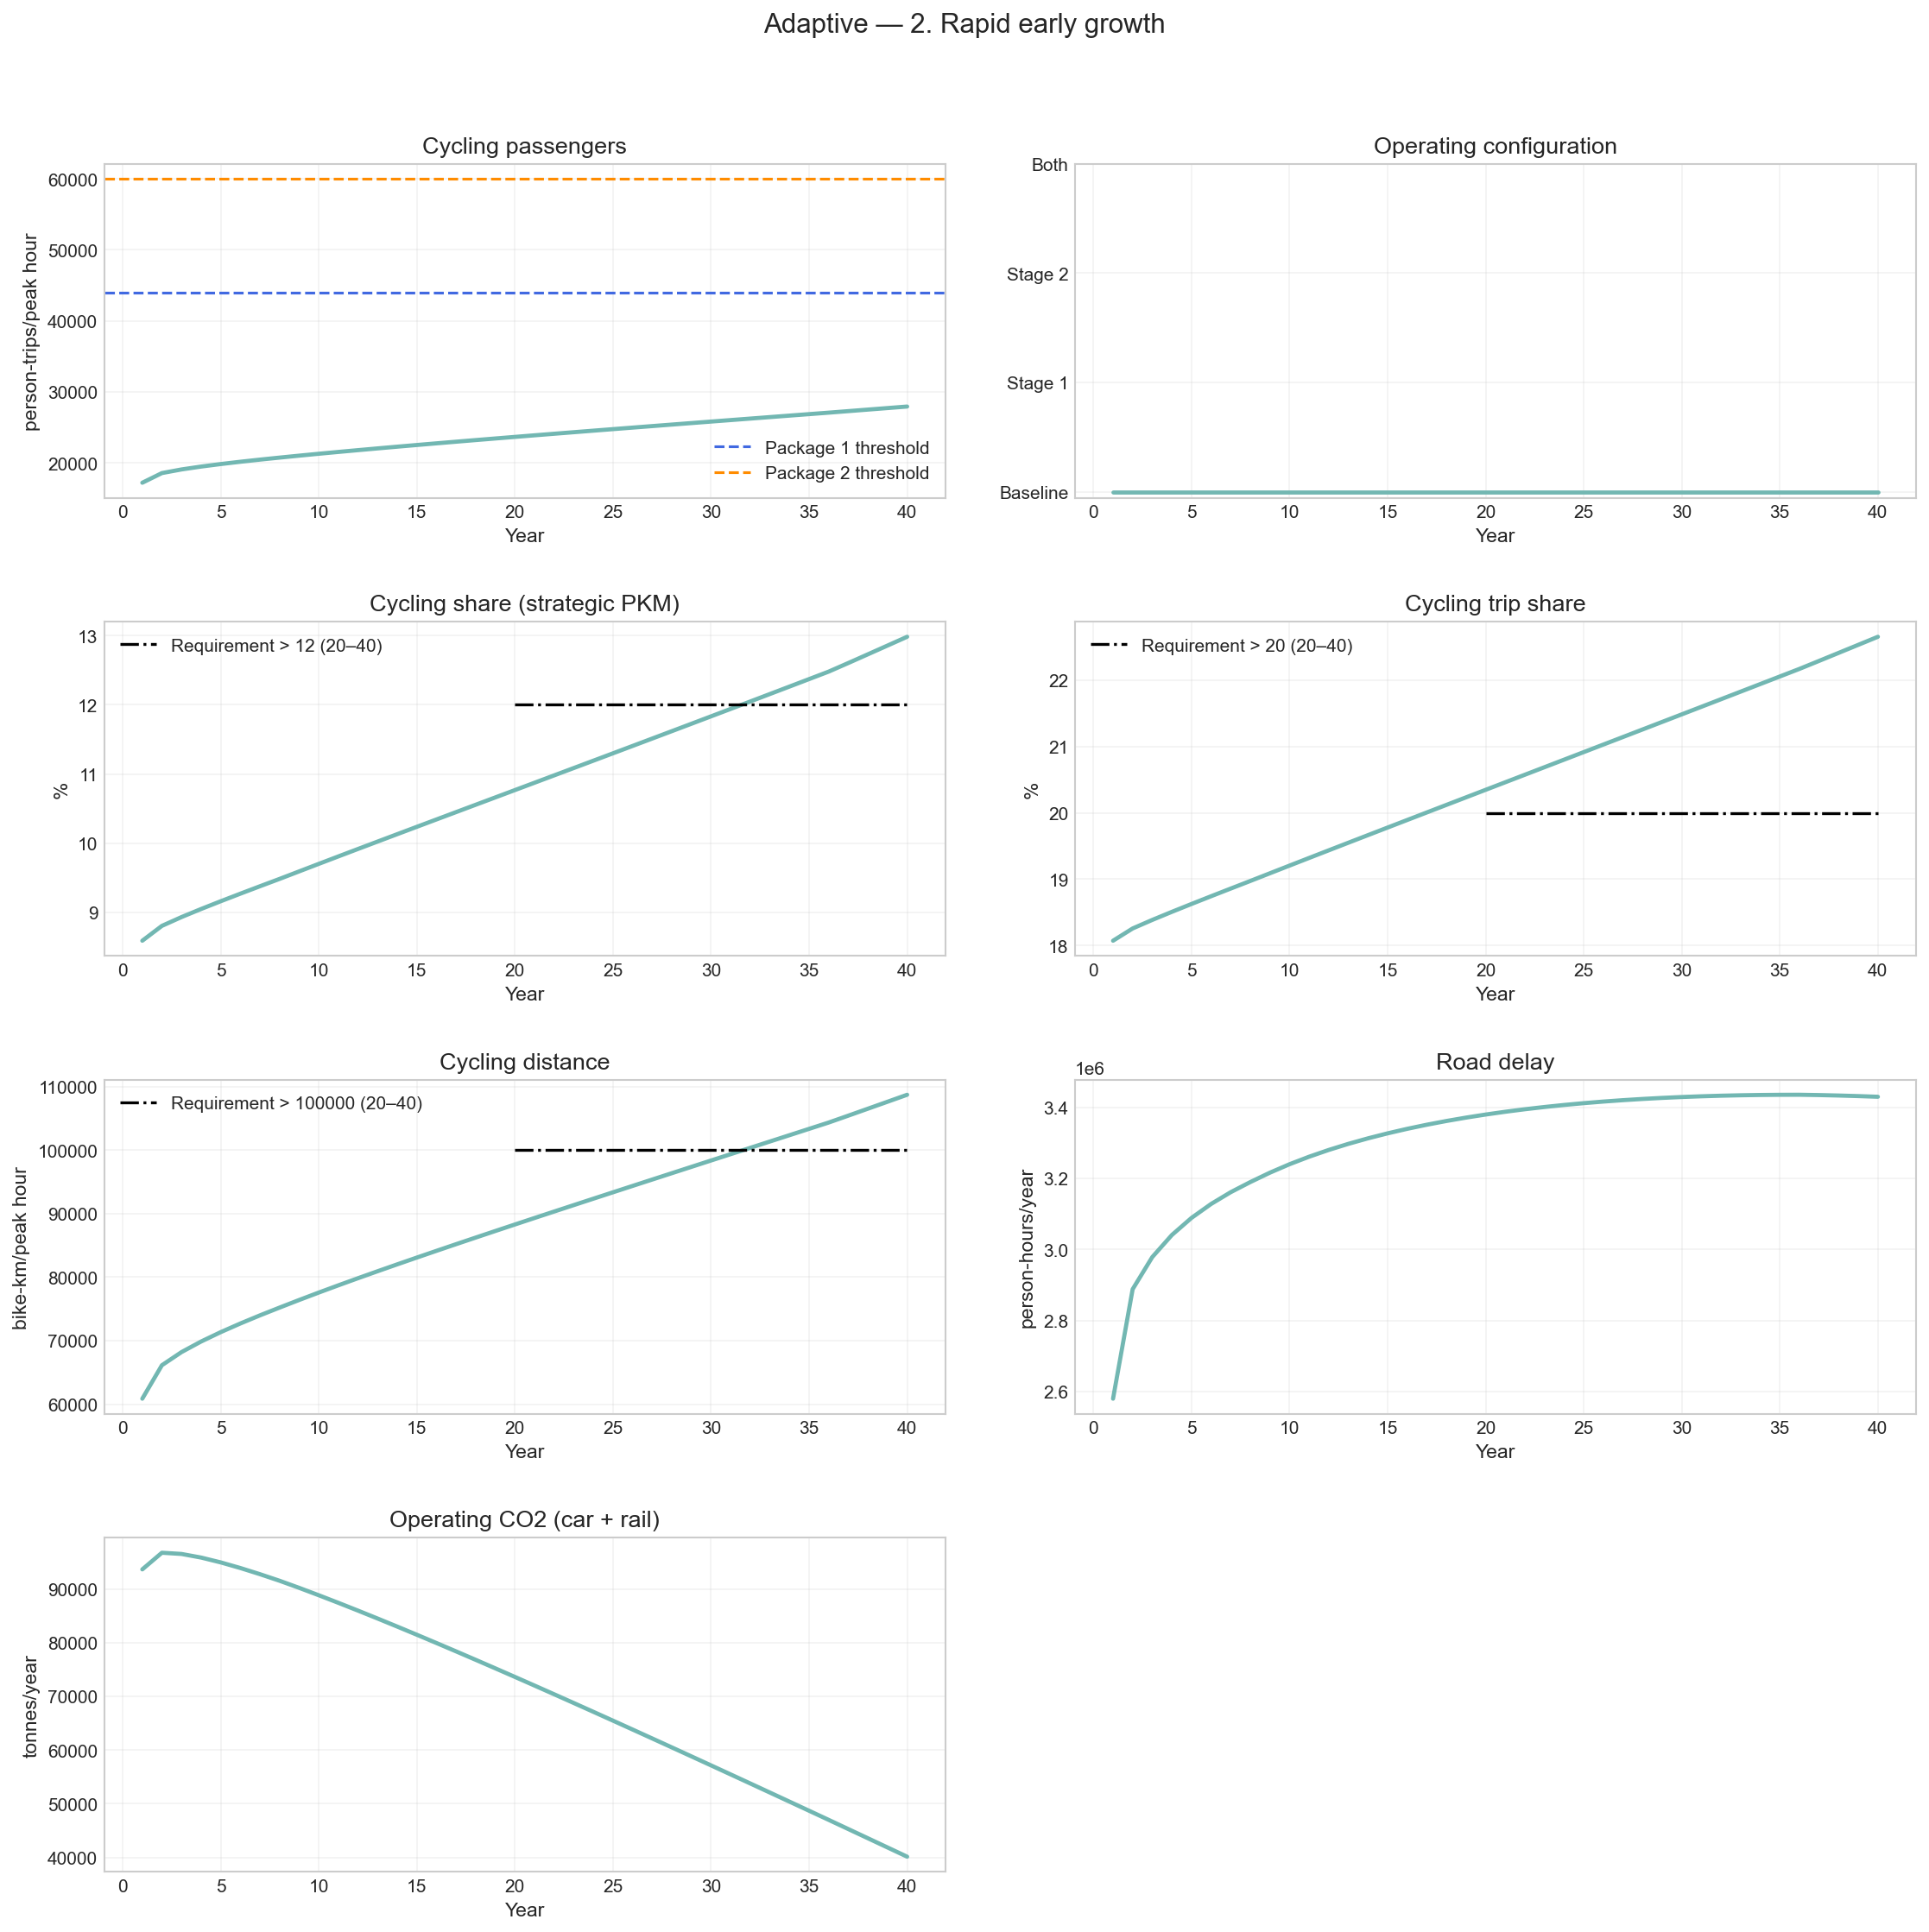 Adaptive — 2. Rapid early growth
Cycling passengers
person-trips/peak hour
60000
50000
40000
30000
20000
Package 1 threshold
Package 2 threshold
0 5 10 15 20 25 30 35 40
Year
Operating configuration
Both
Stage 2
Stage 1
Baseline
0 5 10 15 20 25 30 35 40
Year
Cycling share (strategic PKM)
%
13
12
11
10
9
Requirement > 12 (20–40)
0 5 10 15 20 25 30 35 40
Year
Cycling trip share
%
22
21
20
19
18
Requirement > 20 (20–40)
0 5 10 15 20 25 30 35 40
Year
Cycling distance
bike-km/peak hour
110000
100000
90000
80000
70000
60000
Requirement > 100000 (20–40)
0 5 10 15 20 25 30 35 40
Year
Road delay
1e6
person-hours/year
3.4
3.2
3.0
2.8
2.6
0 5 10 15 20 25 30 35 40
Year
Operating CO2 (car + rail)
tonnes/year
90000
80000
70000
60000
50000
40000
0 5 10 15 20 25 30 35 40
Year